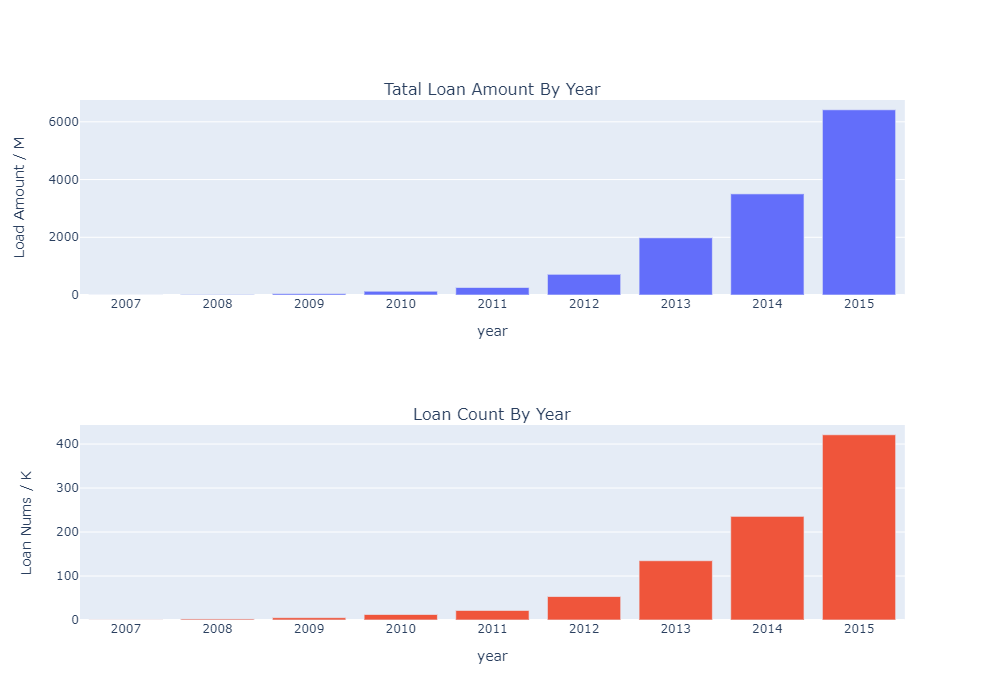 Tatal Loan Amount By Year
Load Amount / M
6000
4000
2000
0
2007 2008 2009 2010 2011 2012 2013 2014 2015
year
Loan Count By Year
Loan Nums / K
400
300
200
100
0
2007 2008 2009 2010 2011 2012 2013 2014 2015
year